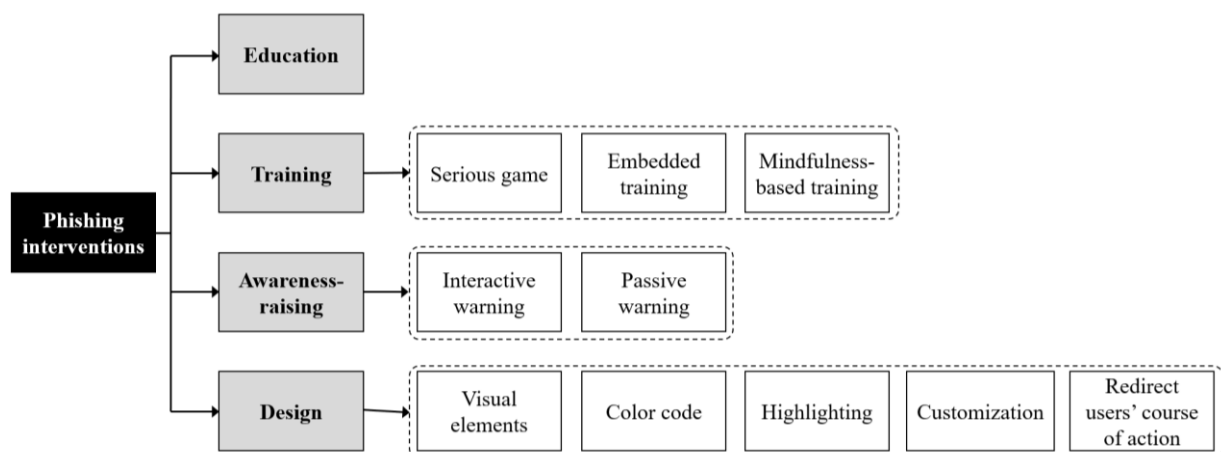 Education
Training
Serious game
Embedded
training
Mindfulness-
based training
Phishing
interventions
Awareness-
raising
Interactive
warning
Passive
warning
Design
Visual
elements
Color code
Highlighting
Customization
Redirect
users’ course
of action